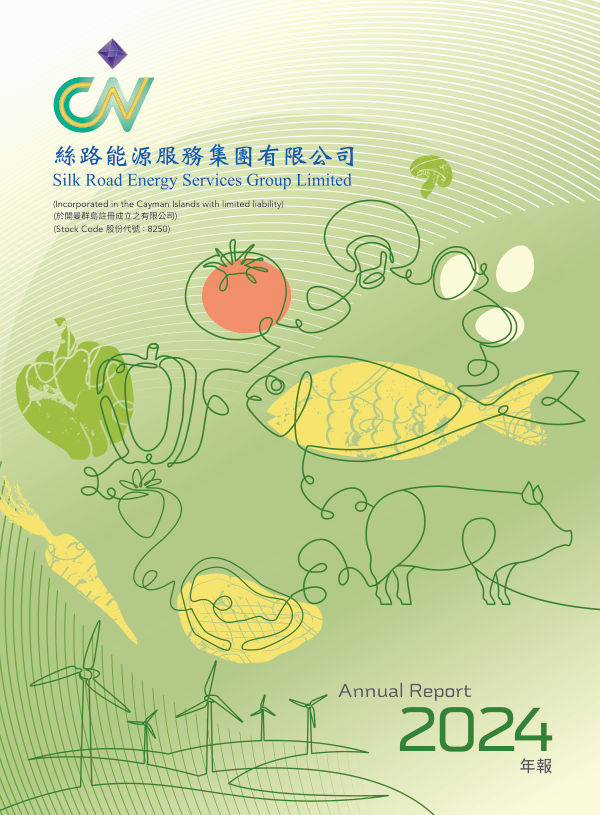 絲路能源服務集團有限公司
Silk Road Energy Services Group Limited
(Incorporated in the Cayman Islands with limited liability)
(於開曼群島註冊成立之有限公司)
(Stock Code 股份代號：8250)
Annual Report
2024
年報